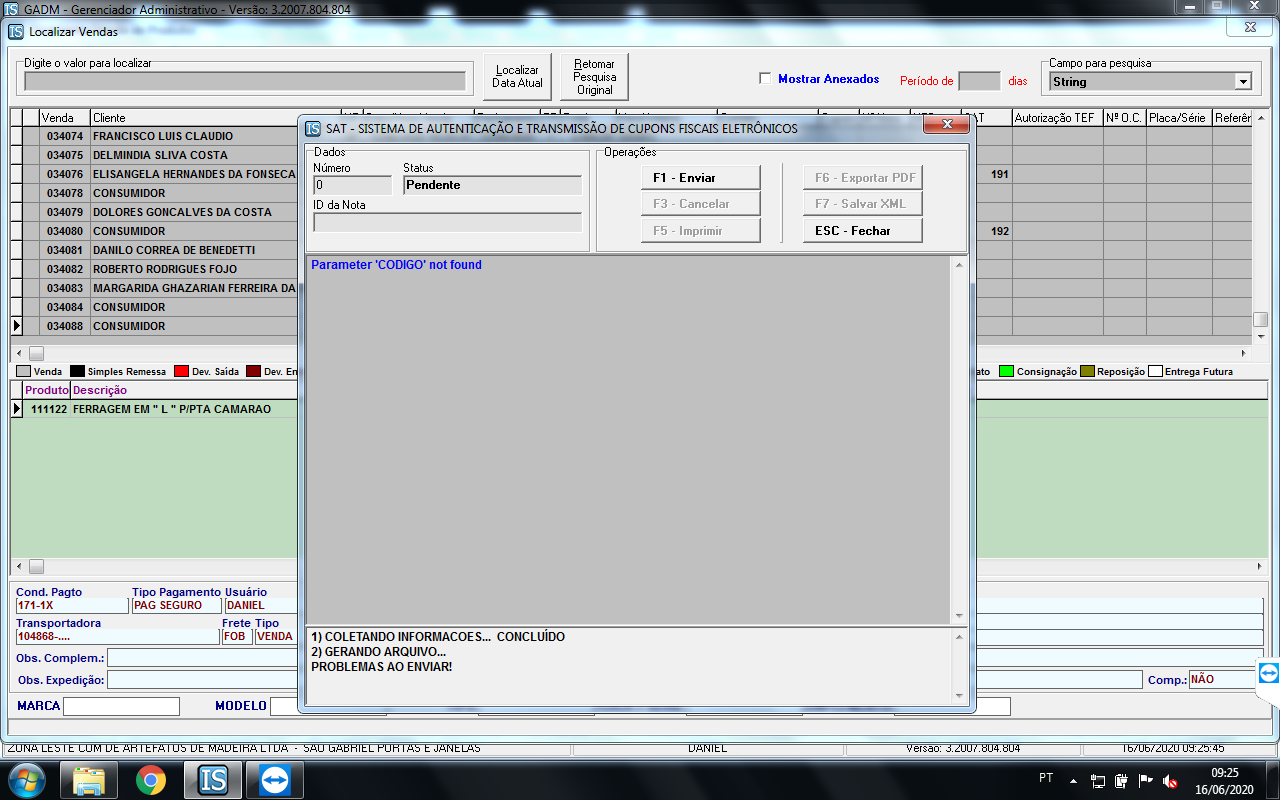 GADM - Gerenciador Administrativo - Versão: 3.2007.804.804
Localizar Vendas
Digite o valor para localizar
Localizar Data Atual
Retornar Pesquisa Original
Mostrar Anexados
Período de
dias
Campo para pesquisa
String
Venda Cliente
Autorização TEF Nº O.C. Placa/Série Referên
034074 FRANCISCO LUIS CLAUDIO
034075 DELMINDIA SLIVA COSTA
034076 ELISANGELA HERNANDES DA FONSECA 191
034078 CONSUMIDOR
034079 DOLORES GONCALVES DA COSTA
034080 CONSUMIDOR 192
034081 DANILO CORREA DE BENEDETTI
034082 ROBERTO RODRIGUES FOJO
034083 MARGARIDA GHAZARIAN FERREIRA DA
034084 CONSUMIDOR
034088 CONSUMIDOR
SAT - SISTEMA DE AUTENTICAÇÃO E TRANSMISSÃO DE CUPONS FISCAIS ELETRÔNICOS
Dados
Número
Status
0
Pendente
ID da Nota
Operações
F1 - Enviar
F6 - Exportar PDF
F3 - Cancelar
F7 - Salvar XML
F5 - Imprimir
ESC - Fechar
Parameter 'CODIGO' not found
1) COLETANDO INFORMACOES... CONCLUÍDO
2) GERANDO ARQUIVO...
PROBLEMAS AO ENVIAR!
Venda Simples Remessa Dev. Saída Dev. En
ato Consignação Reposição Entrega Futura
Produto Descrição
111122 FERRAGEM EM " L " P/PTA CAMARAO
Cond. Pagto Tipo Pagamento Usuário
171-1X PAG SEGURO DANIEL
Transportadora Frete Tipo
104868-.... FOB VENDA
Obs. Complem.:
Obs. Expedição:
Comp.: NÃO
MARCA
MODELO
ZONA LESTE COM DE ARTEFATOS DE MADEIRA LTDA - SAO GABRIEL PORTAS E JANELAS
DANIEL
Versão: 3.2007.804.804
16/06/2020 09:25:45
PT
09:25
16/06/2020